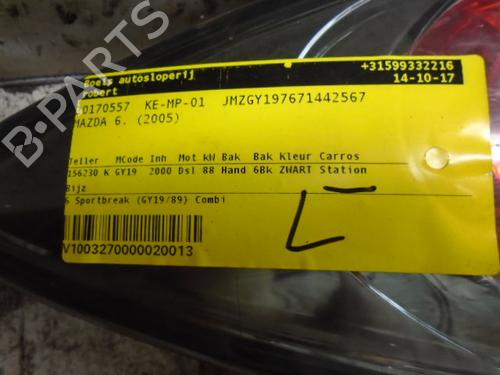 Boels autosloperij
robert
+31599332216
14-10-17
20170557 KE-MP-01 JMZGY197671442567
MAZDA 6. (2005)
Teller MCode Inh Mot kW Bak Bak Kleur Carros
156230 K GY19 2000 Dsl 88 Hand 6Bk ZWART Station
Bijz
6 Sportbreak (GY19/89) Combi
V1003270000020013
L
B-PARTS